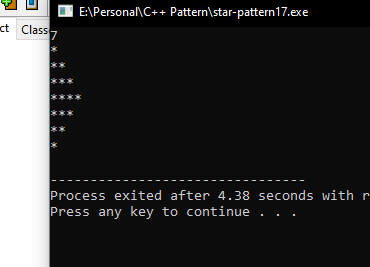 E:\Personal\C++ Pattern\star-pattern17.exe
ct
Class
7
*
**
***
****
***
**
*
--------------------------------
Process exited after 4.38 seconds with r
Press any key to continue . . .